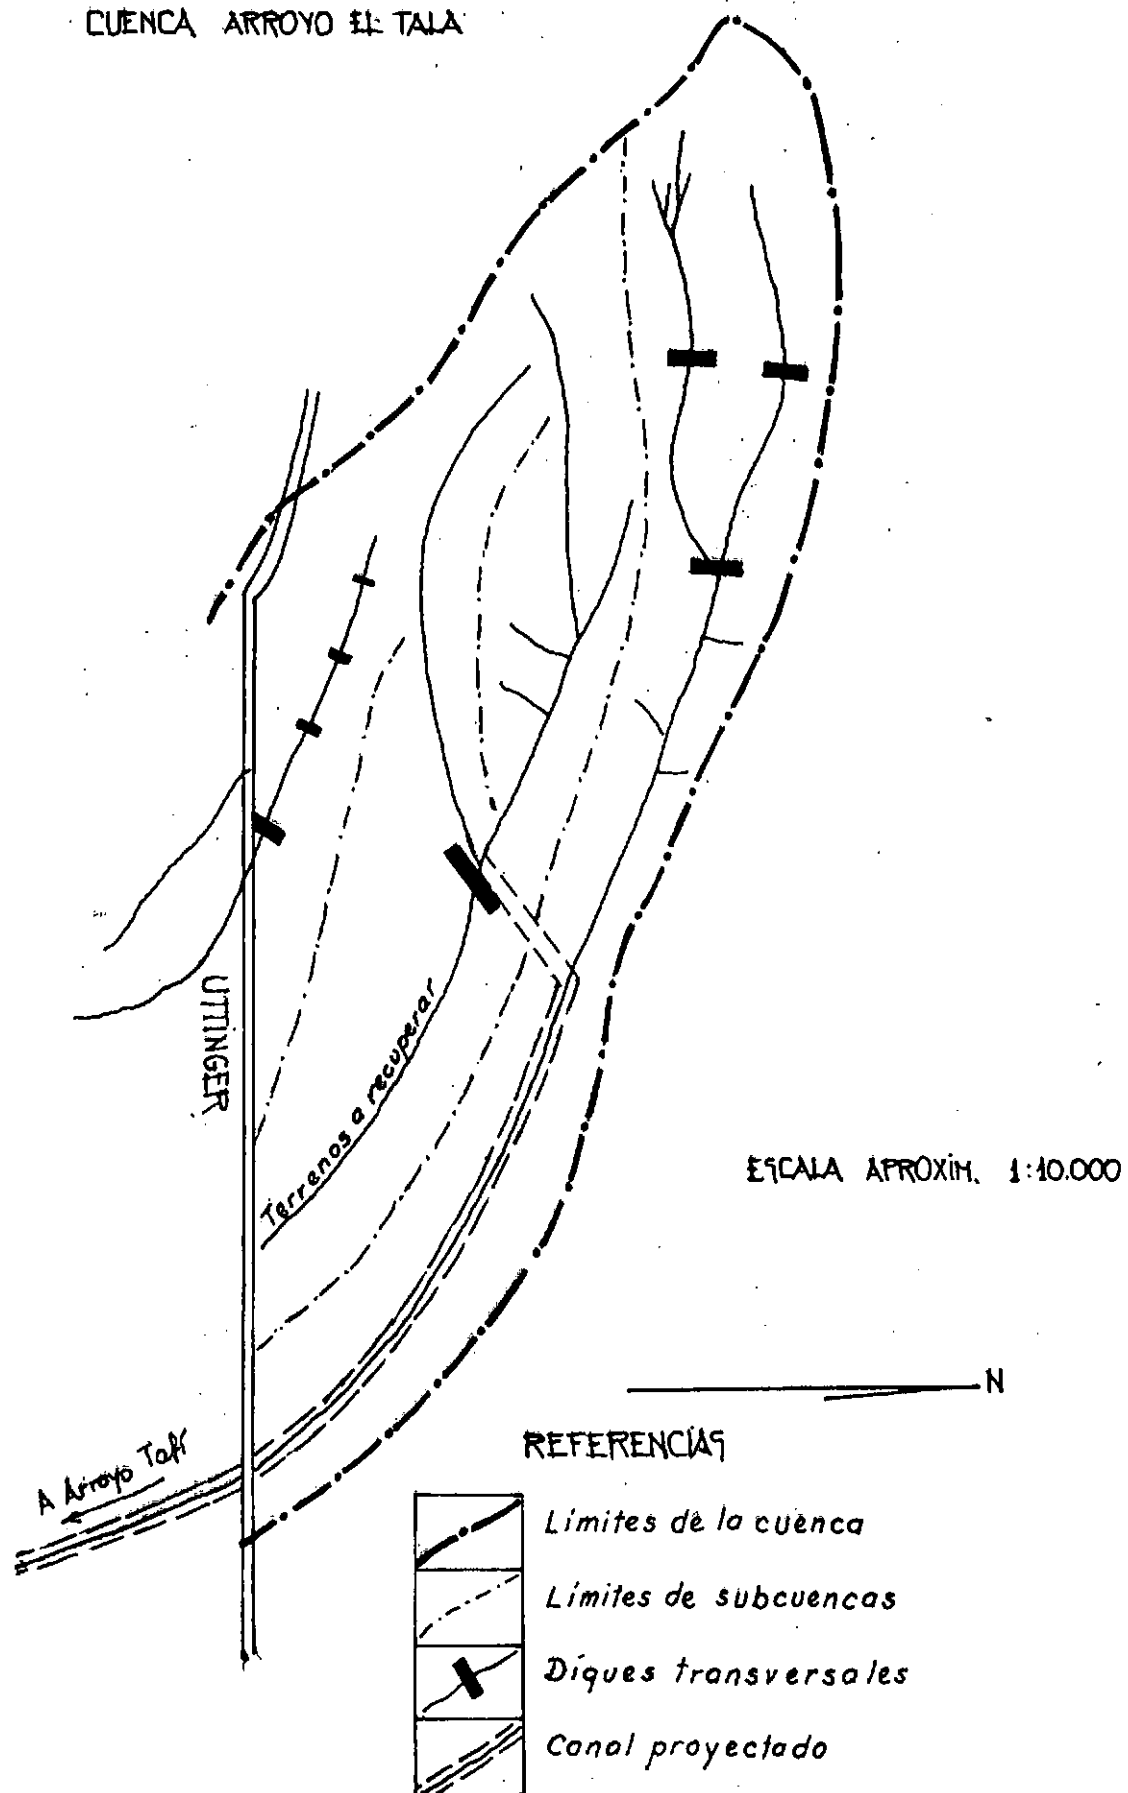 CUENCA ARROYO EL TALA
UTTINGER
Terrenos a recuperar
ESCALA APROXIM. 1:10.000
N
A Arroyo Tafí
REFERENCIAS
Límites de la cuenca
Límites de subcuencas
Diques transversales
Canal proyectado